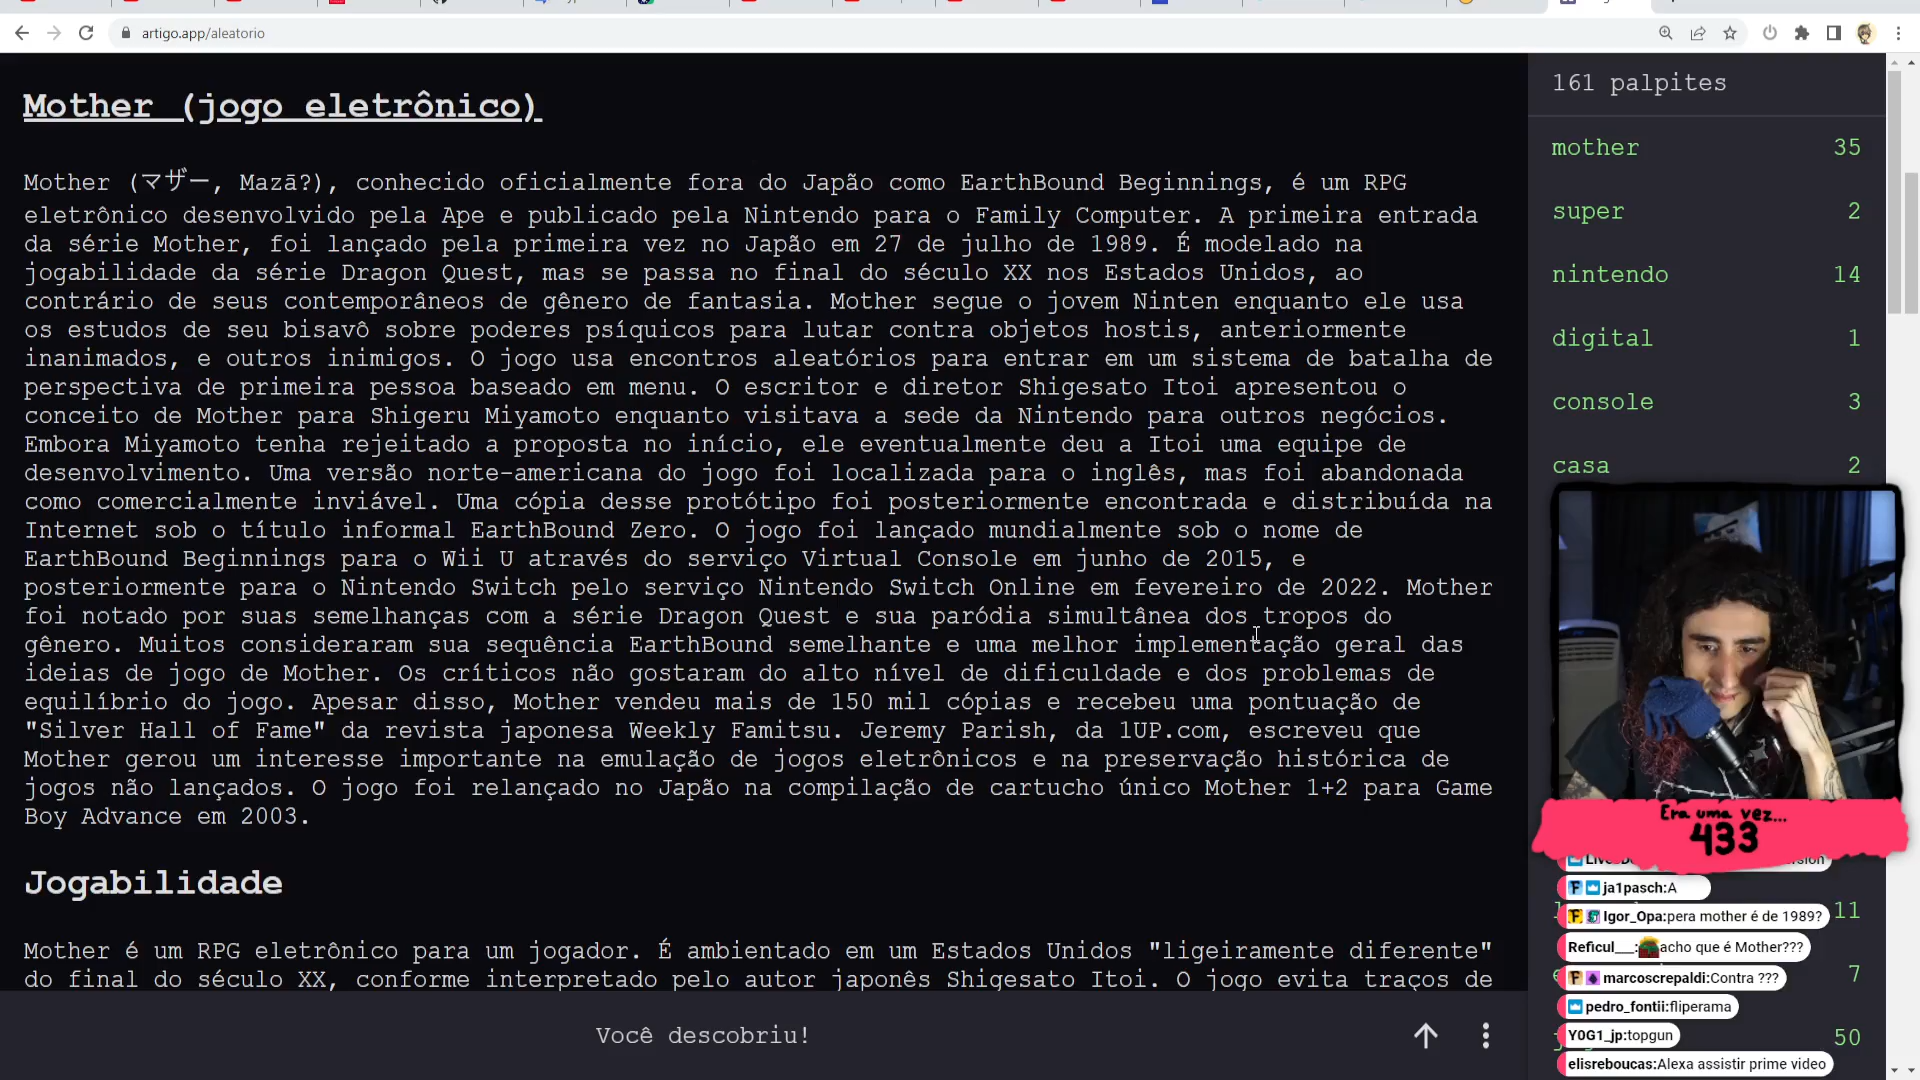 artigo.app/aleatorio
Mother (jogo eletrônico)
Mother (マザー, Mazā?), conhecido oficialmente fora do Japão como EarthBound Beginnings, é um RPG
eletrônico desenvolvido pela Ape e publicado pela Nintendo para o Family Computer. A primeira entrada
da série Mother, foi lançado pela primeira vez no Japão em 27 de julho de 1989. É modelado na
jogabilidade da série Dragon Quest, mas se passa no final do século XX nos Estados Unidos, ao
contrário de seus contemporâneos de gênero de fantasia. Mother segue o jovem Ninten enquanto ele usa
os estudos de seu bisavô sobre poderes psíquicos para lutar contra objetos hostis, anteriormente
inanimados, e outros inimigos. O jogo usa encontros aleatórios para entrar em um sistema de batalha de
perspectiva de primeira pessoa baseado em menu. O escritor e diretor Shigesato Itoi apresentou o
conceito de Mother para Shigeru Miyamoto enquanto visitava a sede da Nintendo para outros negócios.
Embora Miyamoto tenha rejeitado a proposta no início, ele eventualmente deu a Itoi uma equipe de
desenvolvimento. Uma versão norte-americana do jogo foi localizada para o inglês, mas foi abandonada
como comercialmente inviável. Uma cópia desse protótipo foi posteriormente encontrada e distribuída na
Internet sob o título informal EarthBound Zero. O jogo foi lançado mundialmente sob o nome de
EarthBound Beginnings para o Wii U através do serviço Virtual Console em junho de 2015, e
posteriormente para o Nintendo Switch pelo serviço Nintendo Switch Online em fevereiro de 2022. Mother
foi notado por suas semelhanças com a série Dragon Quest e sua paródia simultânea dos tropos do
gênero. Muitos consideraram sua sequência EarthBound semelhante e uma melhor implementação geral das
ideias de jogo de Mother. Os críticos não gostaram do alto nível de dificuldade e dos problemas de
equilíbrio do jogo. Apesar disso, Mother vendeu mais de 150 mil cópias e recebeu uma pontuação de
"Silver Hall of Fame" da revista japonesa Weekly Famitsu. Jeremy Parish, da 1UP.com, escreveu que
Mother gerou um interesse importante na emulação de jogos eletrônicos e na preservação histórica de
jogos não lançados. O jogo foi relançado no Japão na compilação de cartucho único Mother 1+2 para Game
Boy Advance em 2003.
Jogabilidade
Mother é um RPG eletrônico para um jogador. É ambientado em um Estados Unidos "ligeiramente diferente"
do final do século XX, conforme interpretado pelo autor japonês Shigesato Itoi. O jogo evita traços de
Você descobriu!
161 palpites
mother 35
super 2
nintendo 14
digital 1
console 3
casa 2
Era uma vez...
433
ja1pasch:A
11
Igor_Opa:pera mother é de 1989?
Reficul___:acho que é Mother???
marcoscrepaldi:Contra ???
7
pedro_fontii:fliperama
Y0G1_jp:topgun
50
elisreboucas:Alexa assistir prime video